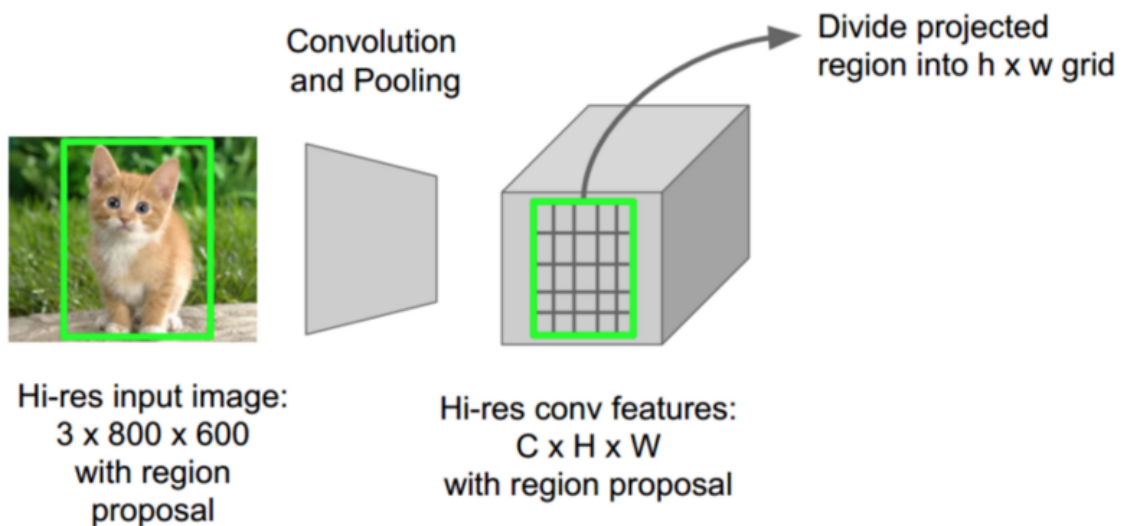 Convolution
and Pooling
Divide projected
region into h x w grid
Hi-res input image:
3 x 800 x 600
with region
proposal
Hi-res conv features:
C x H x W
with region proposal